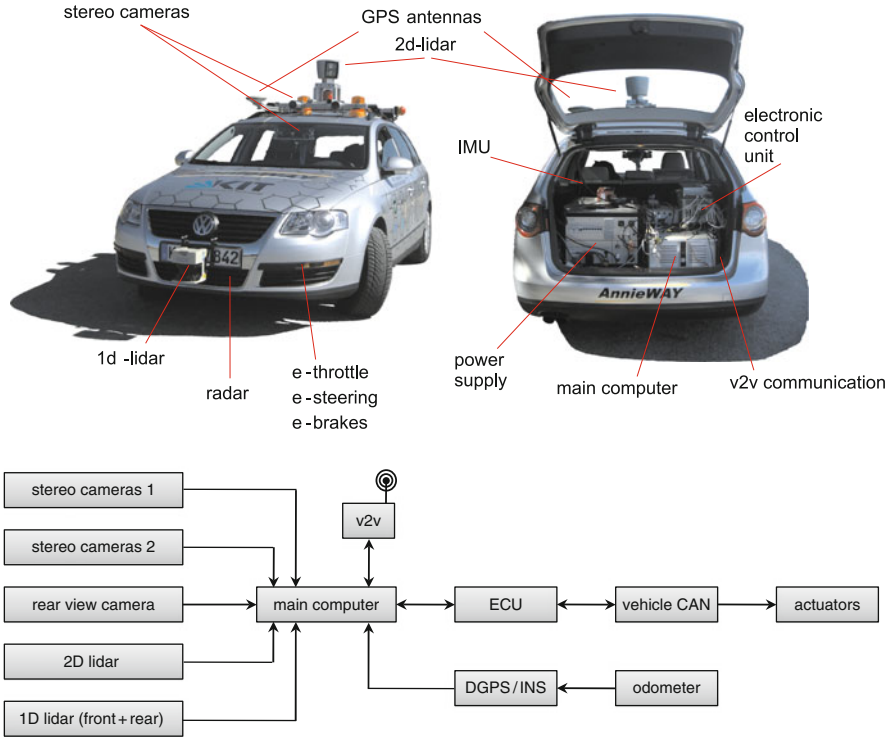 stereo cameras
GPS antennas
2d-lidar
IMU
electronic
control
unit
KIT
842
AnnieWAY
1d -lidar
radar
e-throttle
e-steering
e-brakes
power
supply
main computer
v2v communication
stereo cameras 1
v2v
stereo cameras 2
rear view camera
main computer
ECU
vehicle CAN
actuators
2D lidar
DGPS/INS
odometer
1D lidar (front+rear)